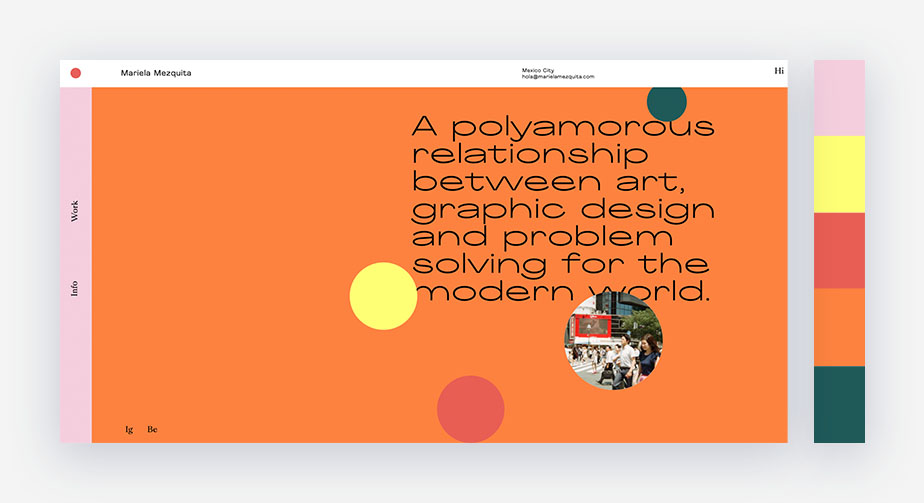 Mariela Mezquita
Mexico City
hola@marielamezquita.com
Hi
Work
Info
A polyamorous
relationship
between art,
graphic design
and problem
solving for the
modern world.
Ig
Be